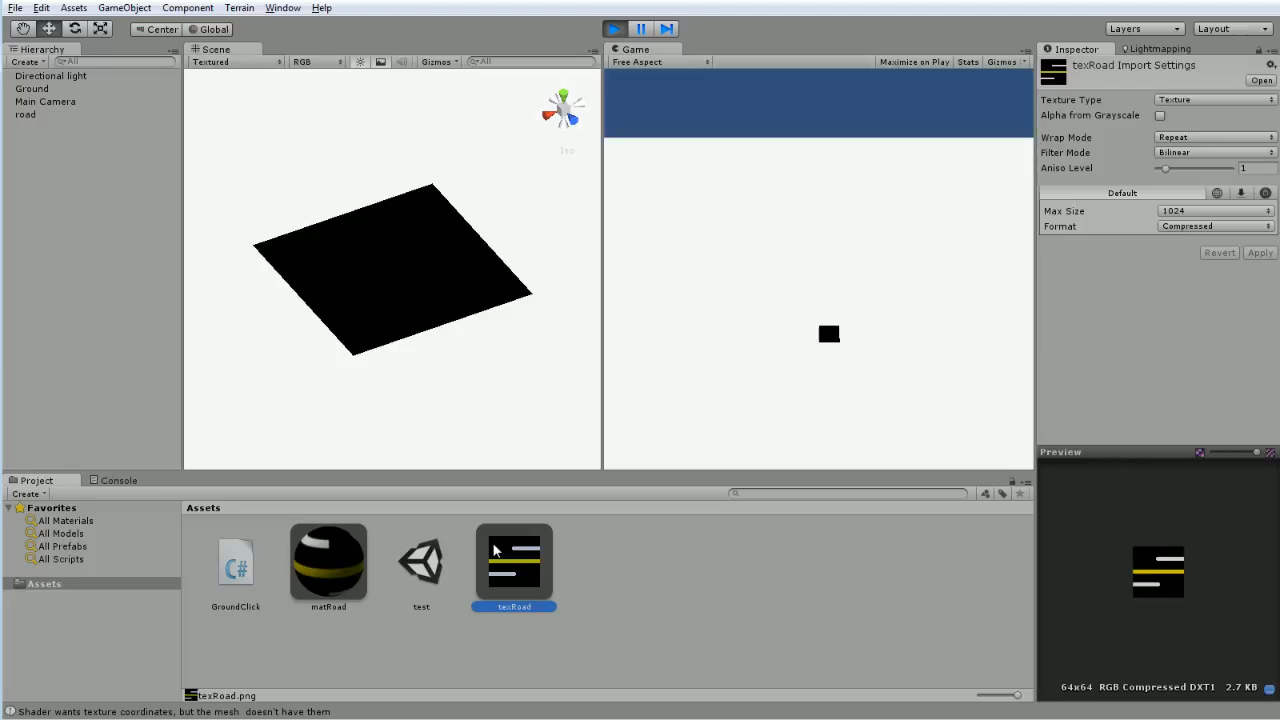 File Edit Assets GameObject Component Terrain Window Help
Center Global Layers Layout
Hierarchy Scene Game Inspector Lightmapping
Create All Textured RGB Gizmos All Free Aspect Maximize on Play Stats Gizmos
texRoad Import Settings
Open
Directional light
Ground
Main Camera
road
Iso
Texture Type Texture
Alpha from Grayscale
Wrap Mode Repeat
Filter Mode Bilinear
Aniso Level 1
Default
Max Size 1024
Format Compressed
Revert Apply
Preview
64x64 RGB Compressed DXT1 2.7 KB
Project Console
Create
Favorites
All Materials
All Models
All Prefabs
All Scripts
Assets
Assets
C#
GroundClick matRoad test texRoad
texRoad.png
Shader wants texture coordinates, but the mesh doesn't have them